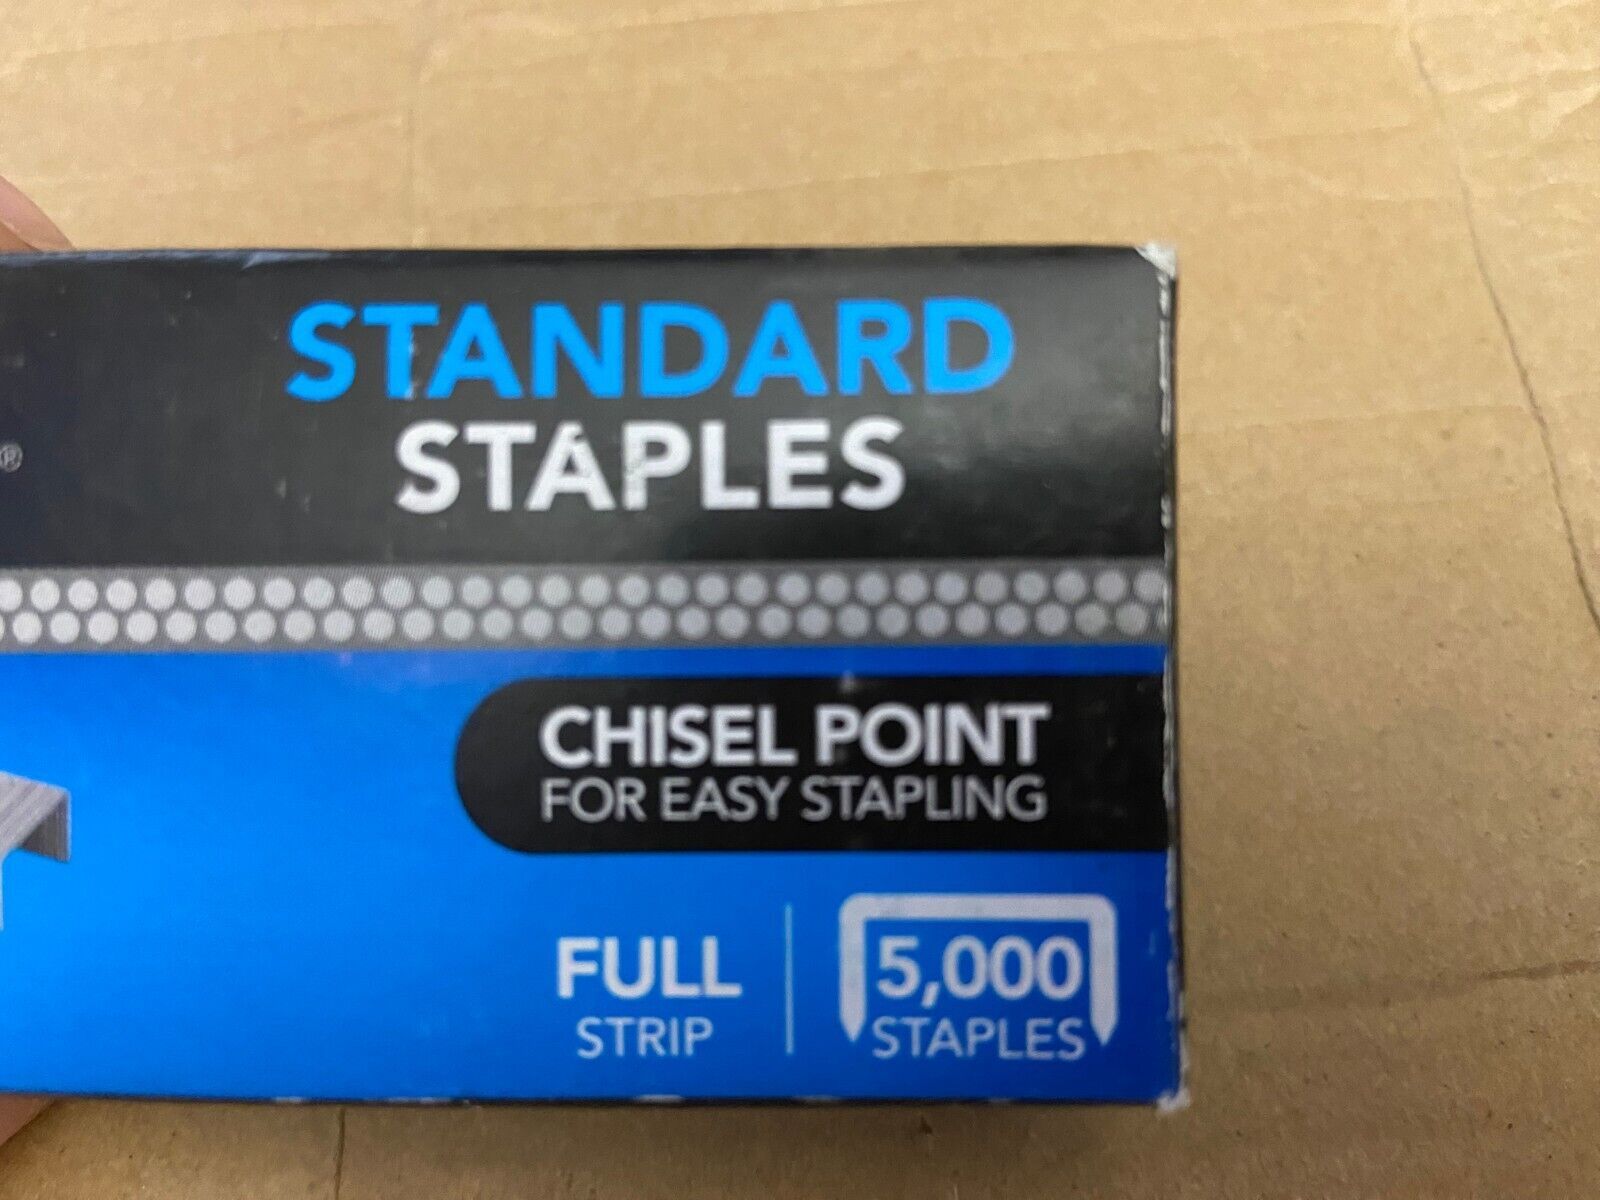 STANDARD
STAPLES
®
CHISEL POINT
FOR EASY STAPLING
FULL
STRIP
5,000
STAPLES